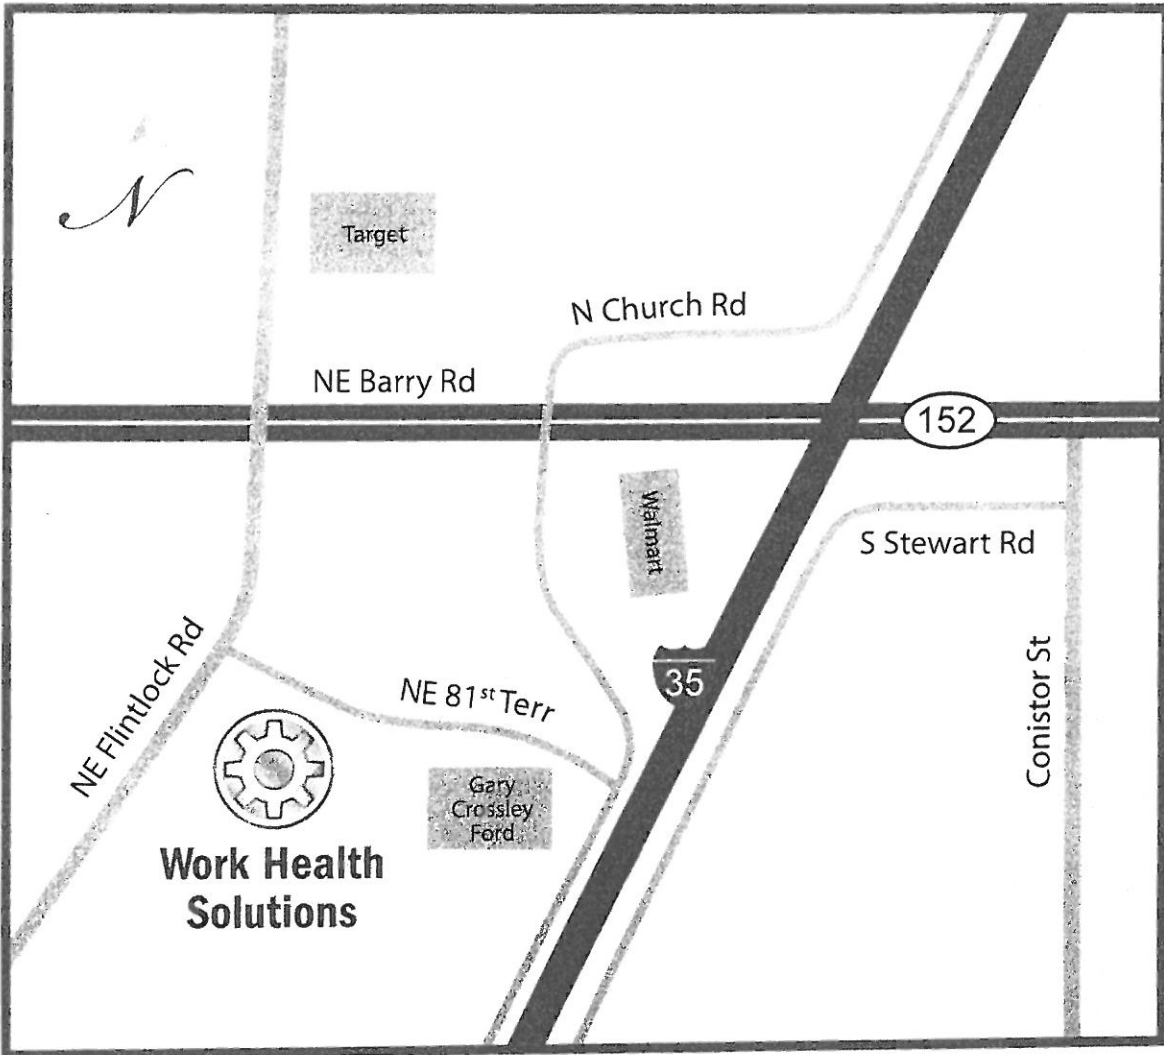 N
Target
N Church Rd
NE Barry Rd
152
Walmart
S Stewart Rd
NE Flintlock Rd
35
Conistor St
NE 81st Terr
Gary
Crossley
Ford
Work Health
Solutions